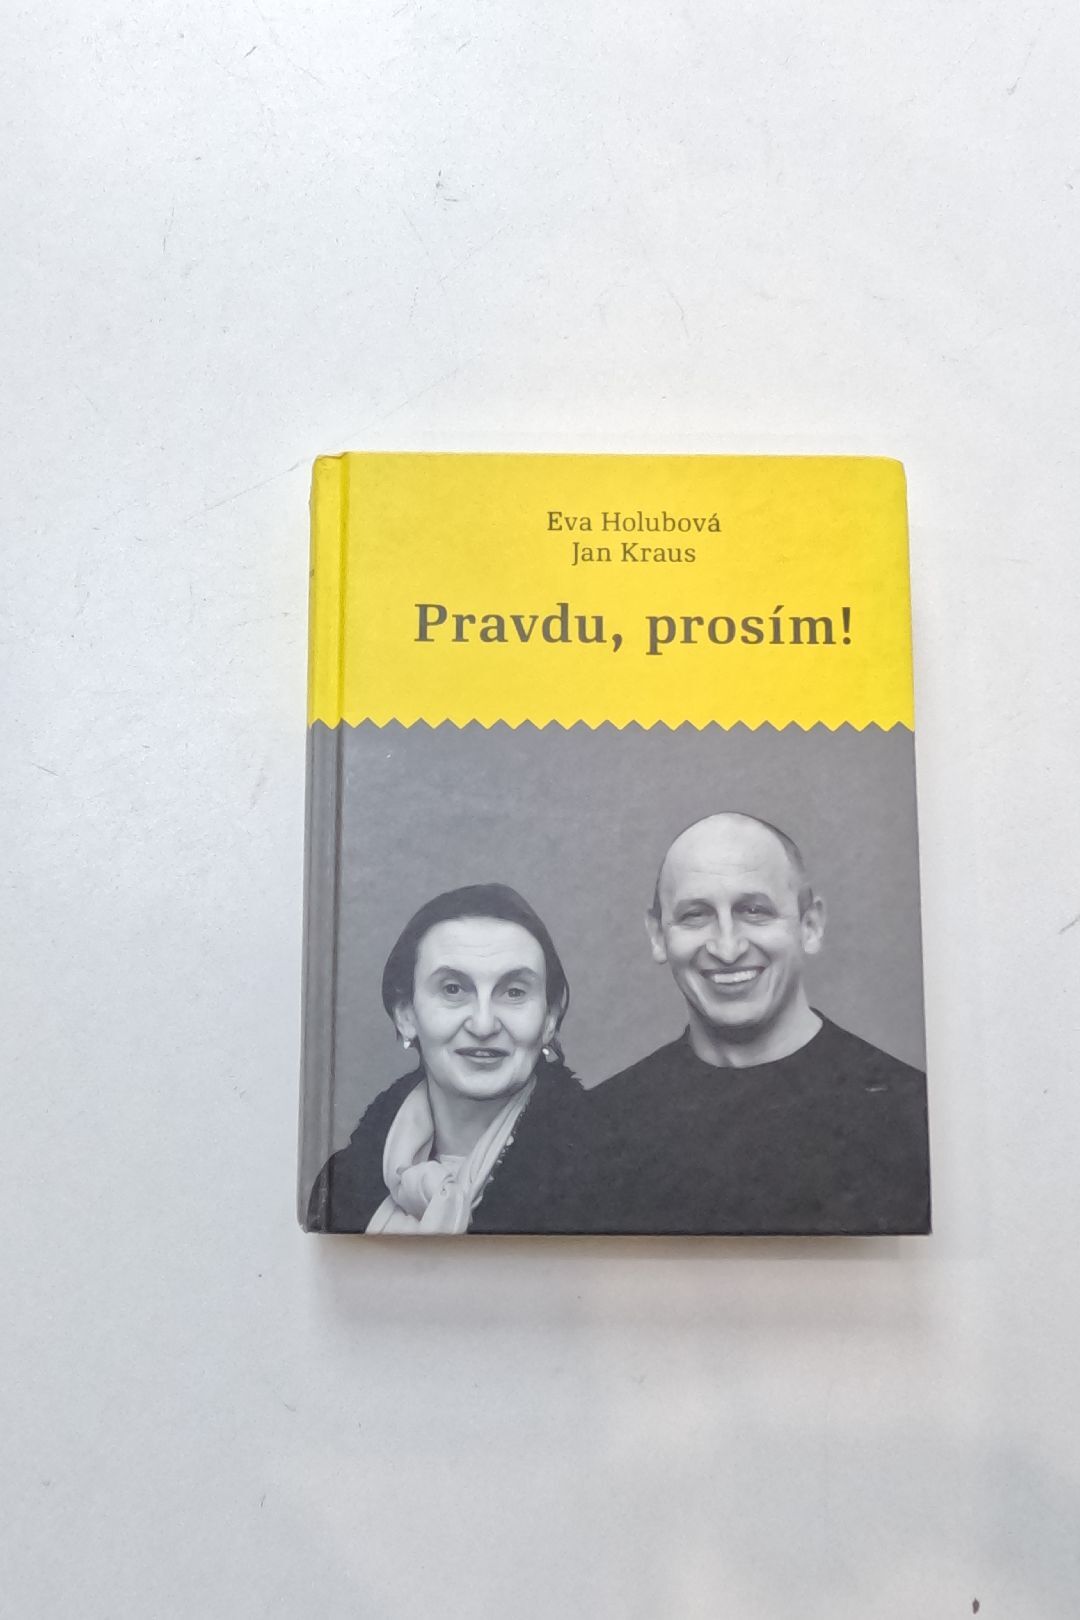 Eva Holubová
Jan Kraus
Pravdu, prosím!